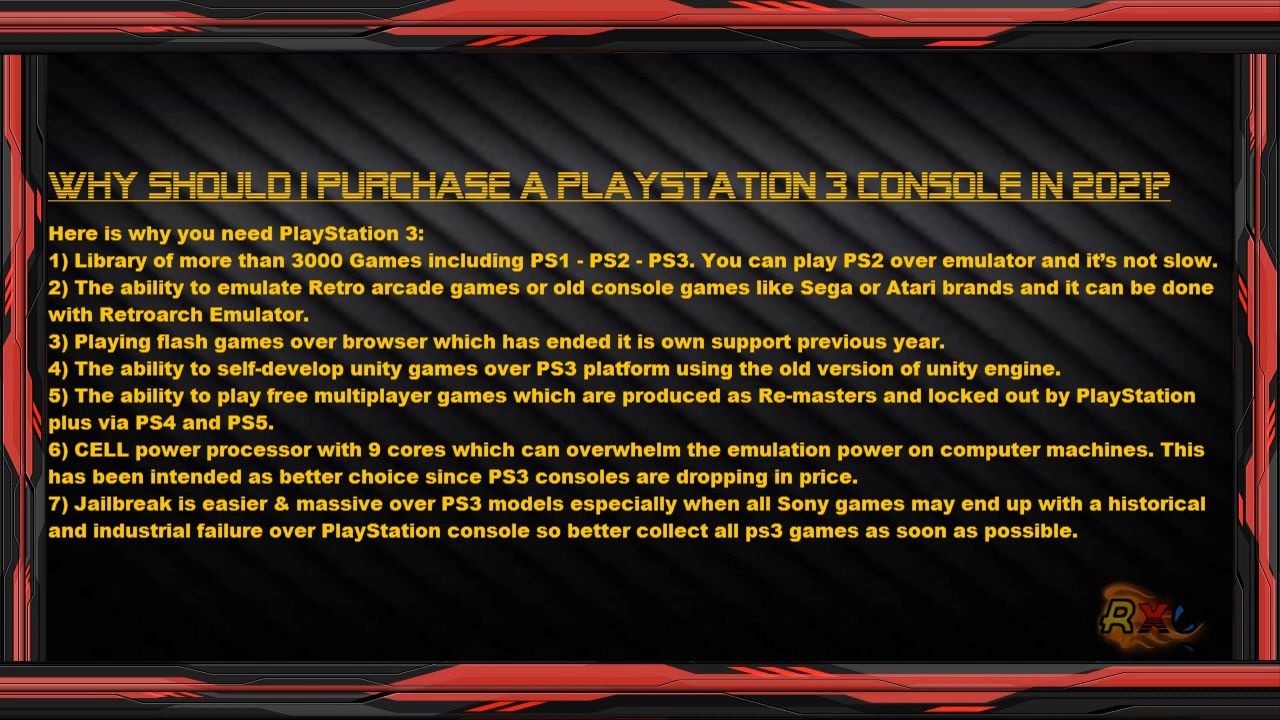 WHY SHOULD I PURCHASE A PLAYSTATION 3 CONSOLE IN 2021?
Here is why you need PlayStation 3:
1) Library of more than 3000 Games including PS1 - PS2 - PS3. You can play PS2 over emulator and it’s not slow.
2) The ability to emulate Retro arcade games or old console games like Sega or Atari brands and it can be done
with Retroarch Emulator.
3) Playing flash games over browser which has ended it is own support previous year.
4) The ability to self-develop unity games over PS3 platform using the old version of unity engine.
5) The ability to play free multiplayer games which are produced as Re-masters and locked out by PlayStation
plus via PS4 and PS5.
6) CELL power processor with 9 cores which can overwhelm the emulation power on computer machines. This
has been intended as better choice since PS3 consoles are dropping in price.
7) Jailbreak is easier & massive over PS3 models especially when all Sony games may end up with a historical
and industrial failure over PlayStation console so better collect all ps3 games as soon as possible.